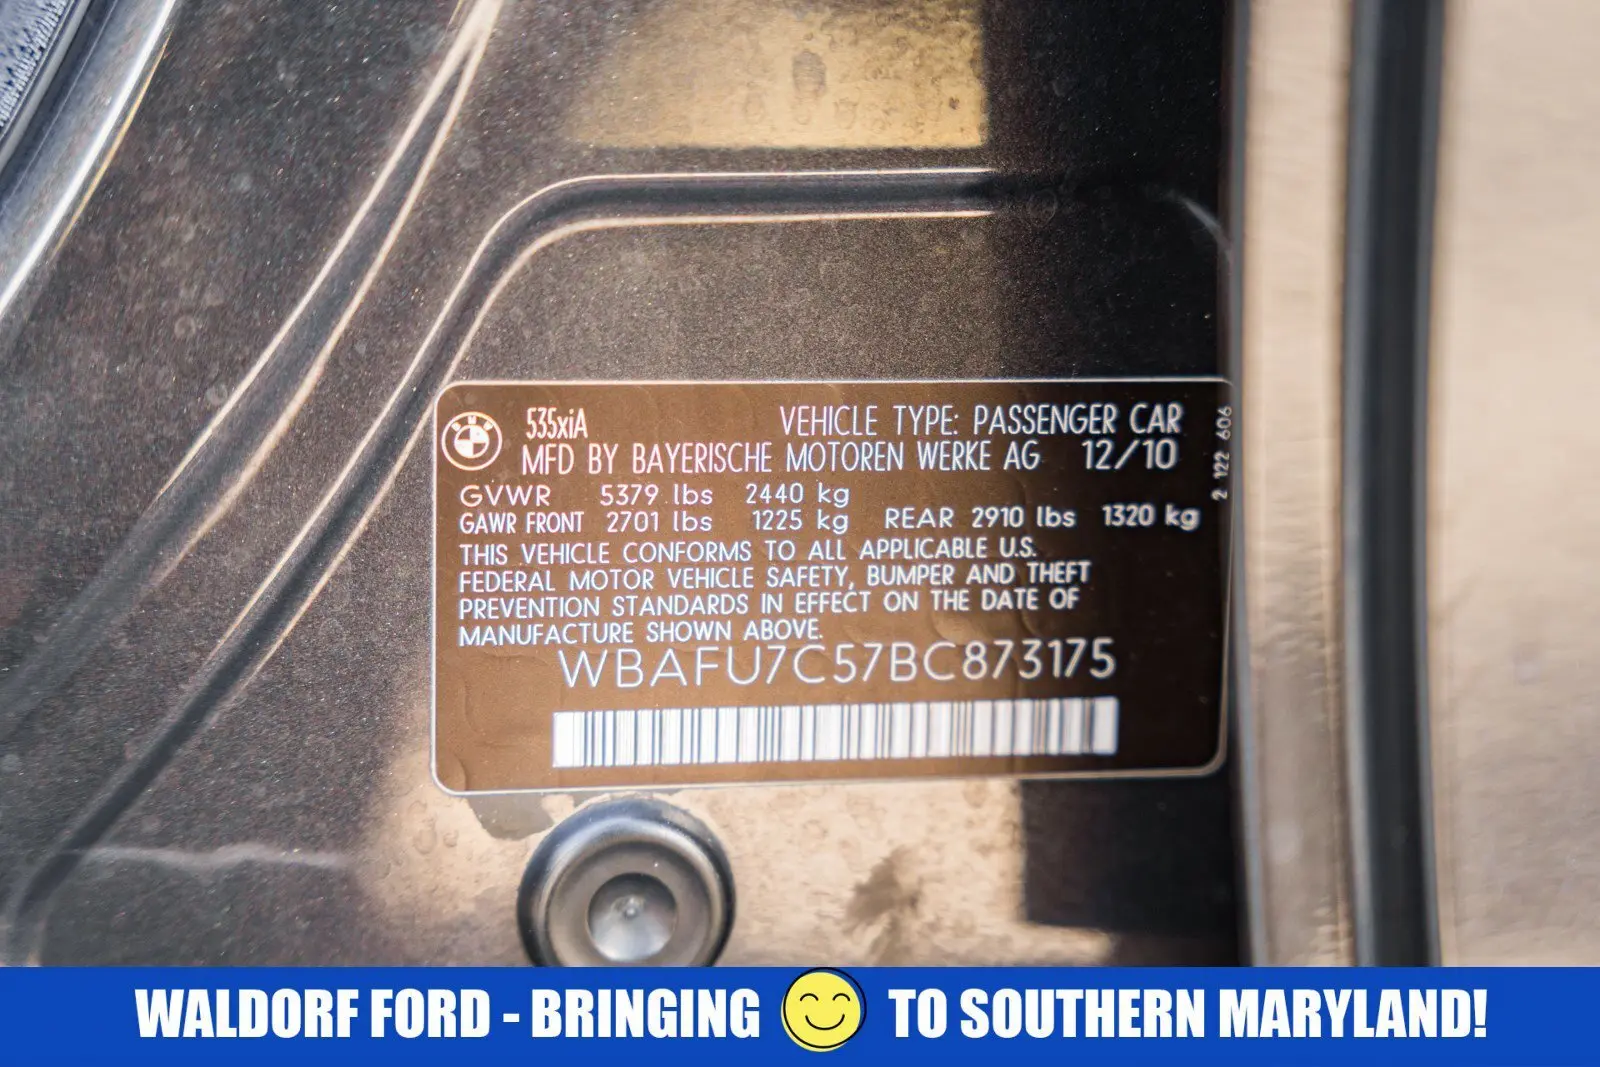 535xiA VEHICLE TYPE: PASSENGER CAR
MFD BY BAYERISCHE MOTOREN WERKE AG 12/10
GVWR 5379 lbs 2440 kg
GAWR FRONT 2701 lbs 1225 kg REAR 2910 lbs 1320 kg
THIS VEHICLE CONFORMS TO ALL APPLICABLE U.S.
FEDERAL MOTOR VEHICLE SAFETY, BUMPER AND THEFT
PREVENTION STANDARDS IN EFFECT ON THE DATE OF
MANUFACTURE SHOWN ABOVE.
WBAFU7C57BC873175
2 122 606
WALDORF FORD - BRINGING TO SOUTHERN MARYLAND!